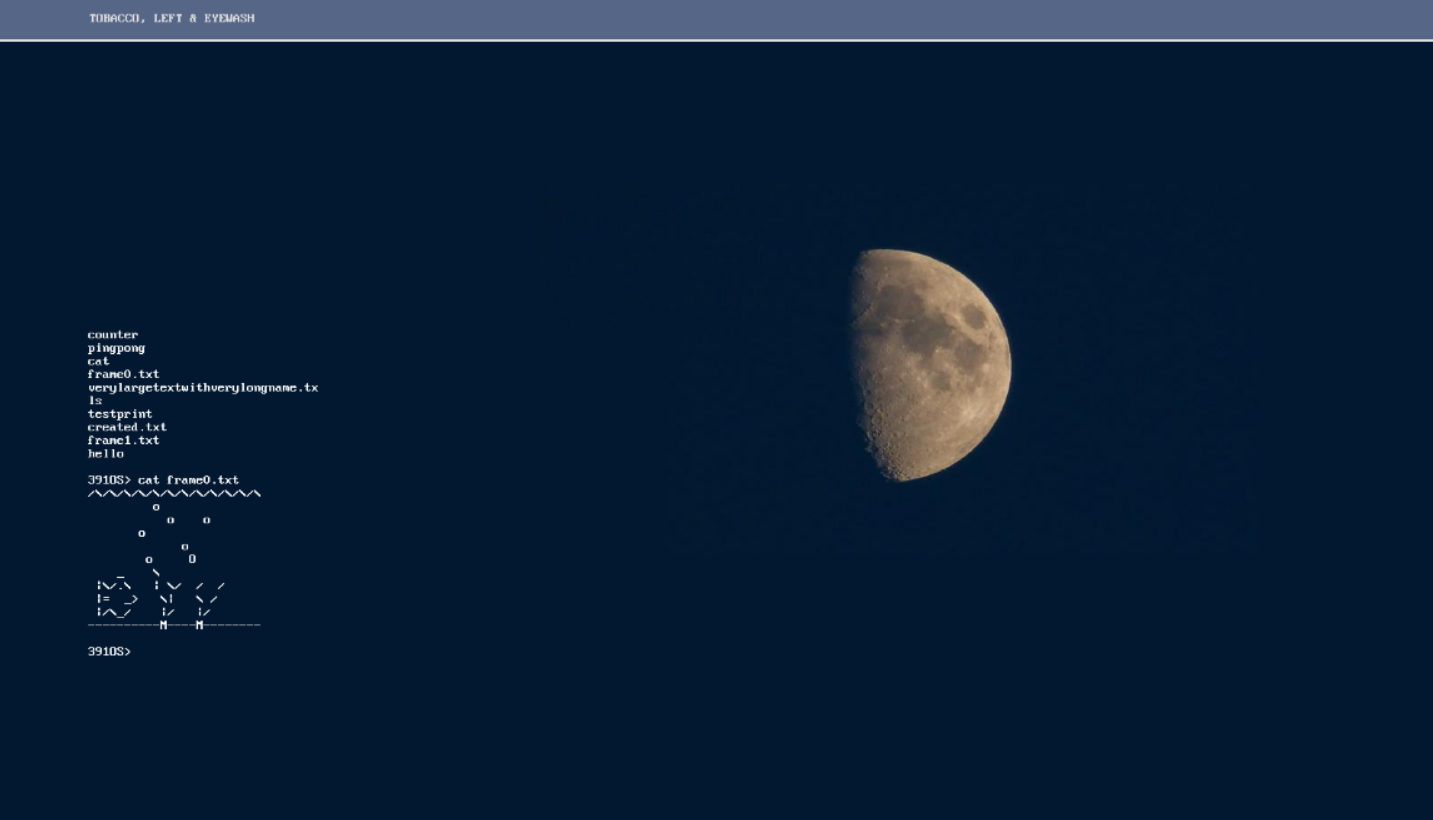 TOBACCO, LEFT & EYEWASH
counter
pingpong
cat
frame0.txt
verylargetextwithverylongname.tx
ls
testprint
created.txt
frame1.txt
hello
391OS> cat frame0.txt
/\/\/\/\/\/\/\/\/\/\/\/\
         o
           o    o
       o
             o
        o     O
    _    \
 |\/.\   | \/  /  /
 |=  _>   \|   \ /
 |/\_/    |/   |/
----------M----M--------
391OS>